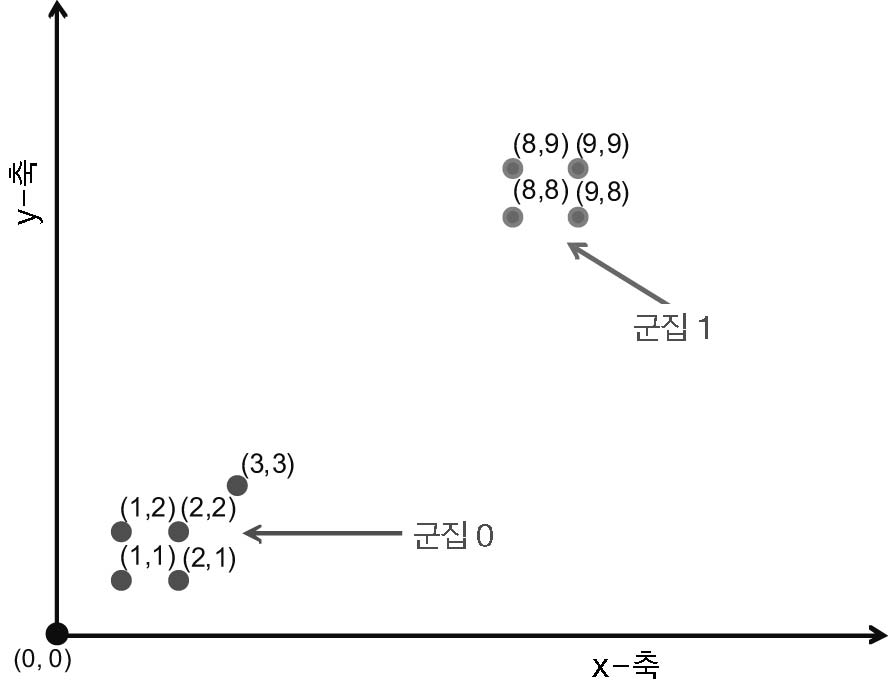 (8,9) (9,9)
(8,8) (9,8)
y-축
군집 1
(3,3)
(1,2) (2,2)
군집 0
(1,1) (2,1)
(0, 0)
x-축